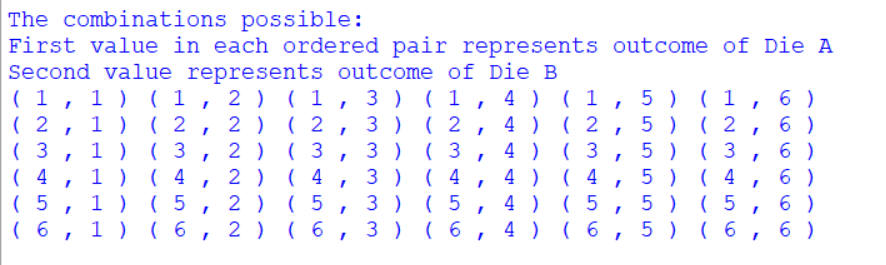 The combinations possible:
First value in each ordered pair represents outcome of Die A
Second value represents outcome of Die B
( 1 , 1 ) ( 1 , 2 ) ( 1 , 3 ) ( 1 , 4 ) ( 1 , 5 ) ( 1 , 6 )
( 2 , 1 ) ( 2 , 2 ) ( 2 , 3 ) ( 2 , 4 ) ( 2 , 5 ) ( 2 , 6 )
( 3 , 1 ) ( 3 , 2 ) ( 3 , 3 ) ( 3 , 4 ) ( 3 , 5 ) ( 3 , 6 )
( 4 , 1 ) ( 4 , 2 ) ( 4 , 3 ) ( 4 , 4 ) ( 4 , 5 ) ( 4 , 6 )
( 5 , 1 ) ( 5 , 2 ) ( 5 , 3 ) ( 5 , 4 ) ( 5 , 5 ) ( 5 , 6 )
( 6 , 1 ) ( 6 , 2 ) ( 6 , 3 ) ( 6 , 4 ) ( 6 , 5 ) ( 6 , 6 )